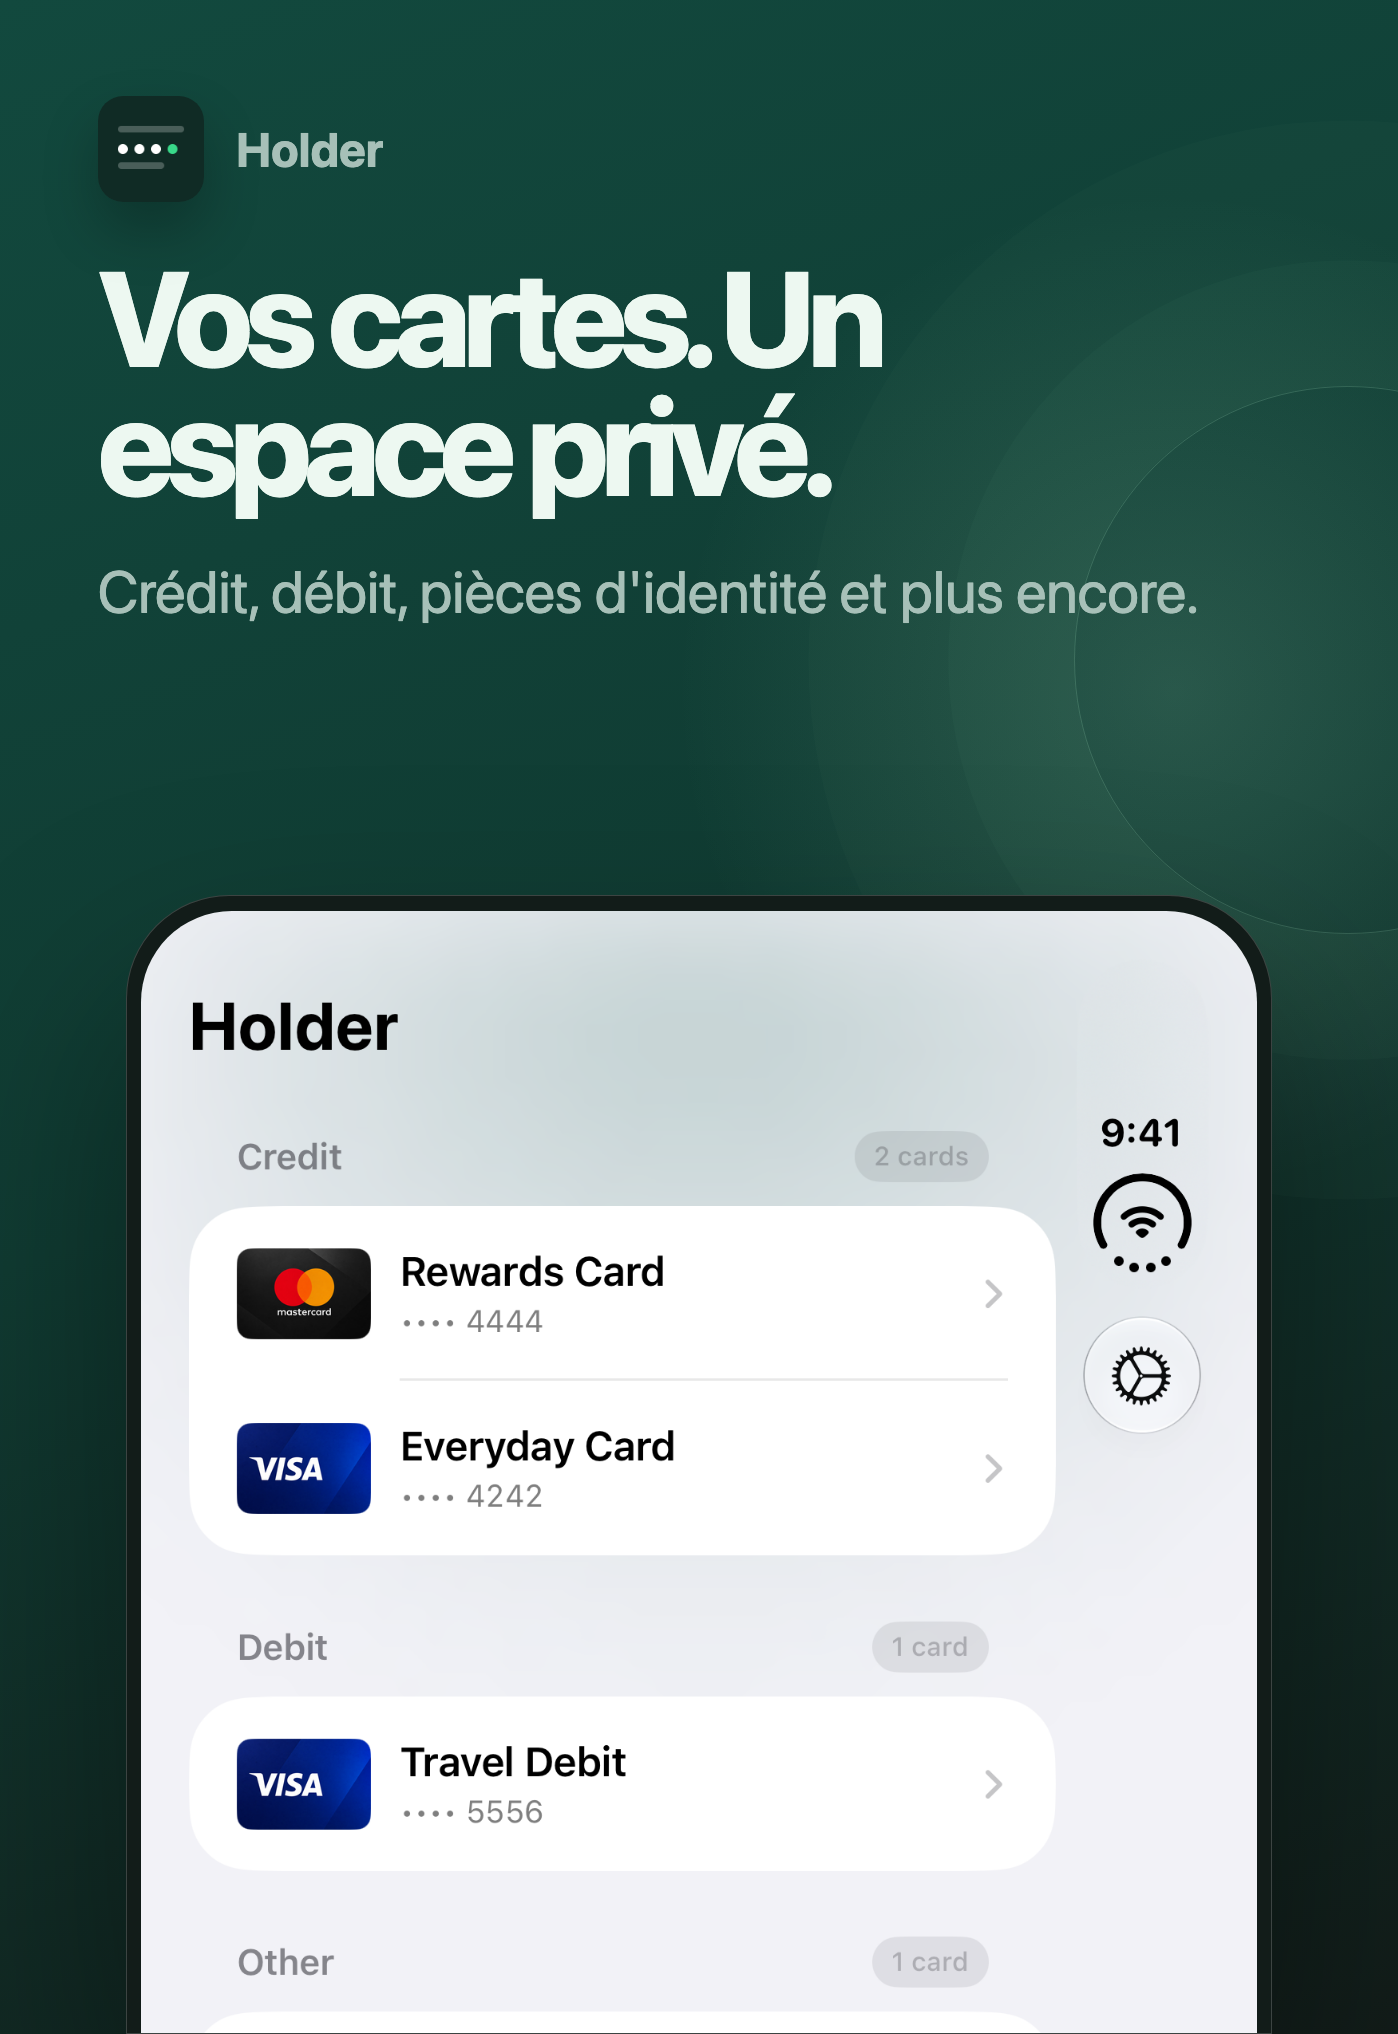 Holder
Vos cartes. Un
espace privé.
Crédit, débit, pièces d'identité et plus encore.
Holder
9:41
Credit
2 cards
mastercard
Rewards Card
•••• 4444
VISA
Everyday Card
•••• 4242
Debit
1 card
VISA
Travel Debit
•••• 5556
Other
1 card